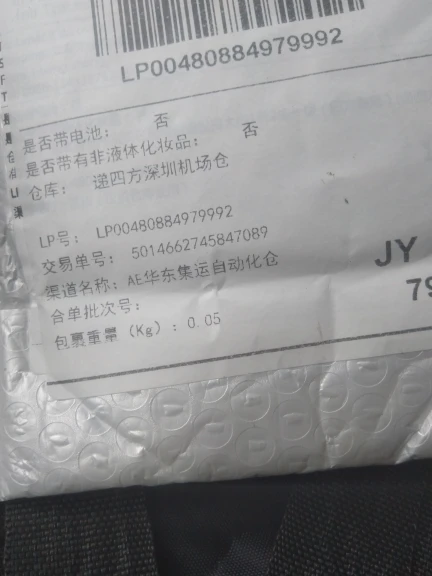 LP00480884979992
是否带电池： 否
是否带有非液体化妆品： 否
仓库： 递四方深圳机场仓
LP号： LP00480884979992
交易单号： 5014662745847089
渠道名称： AE华东集运自动化仓
合单批次号：
包裹重量（Kg）：0.05
JY
79